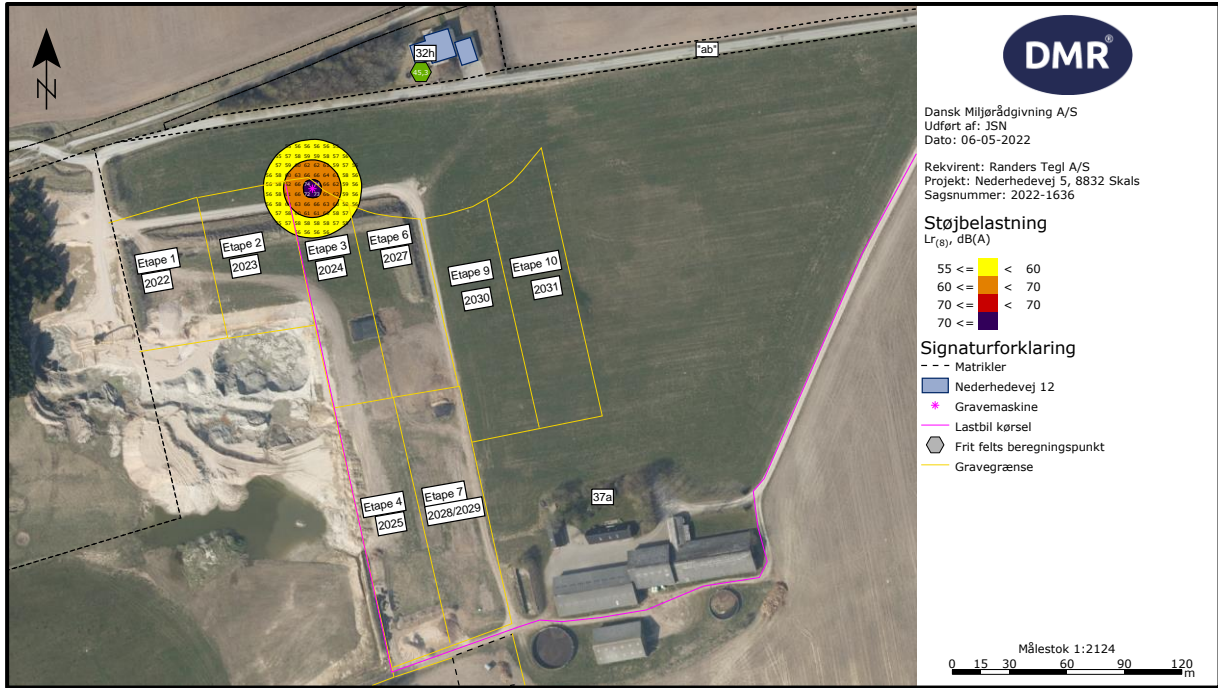 N
32h
45,3
"ab"
Etape 1
2022
Etape 2
2023
Etape 3
2024
Etape 6
2027
Etape 9
2030
Etape 10
2031
Etape 4
2025
Etape 7
2028/2029
37a
DMR®
Dansk Miljørådgivning A/S
Udført af: JSN
Dato: 06-05-2022
Rekvirent: Randers Tegl A/S
Projekt: Nederhedevej 5, 8832 Skals
Sagsnummer: 2022-1636
Støjbelastning
Lr(8), dB(A)
55 <= < 60
60 <= < 70
70 <= < 70
70 <=
Signaturforklaring
Matrikler
Nederhedevej 12
Gravemaskine
Lastbil kørsel
Frit felts beregningspunkt
Gravegrænse
Målestok 1:2124
0 15 30 60 90 120
m